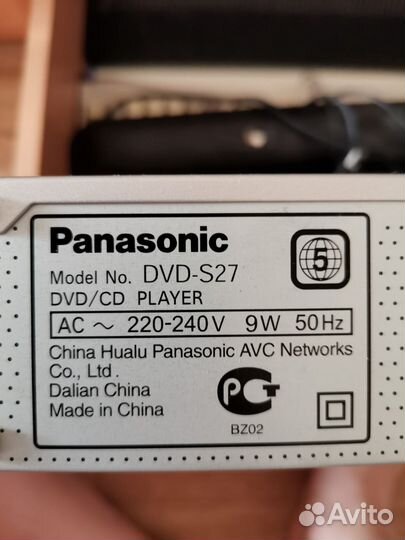 Panasonic
5
Model No. DVD-S27
DVD/CD PLAYER
AC ~ 220-240V 9W 50Hz
China Hualu Panasonic AVC Networks
Co., Ltd.
Dalian China
Made in China
РСТ
BZ02
Avito